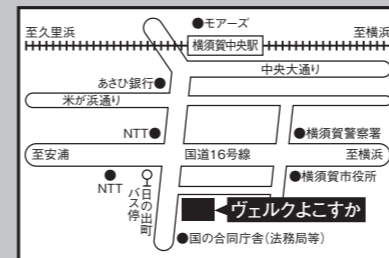 ●モアーズ
至久里浜
横須賀中央駅
至横浜
中央大通り
あさひ銀行●
米が浜通り
NTT●
●横須賀警察署
至安浦
国道16号線
至横浜
●NTT
日の出町バス停
●横須賀市役所
ヴェルクよこすか
●国の合同庁舎(法務局等)